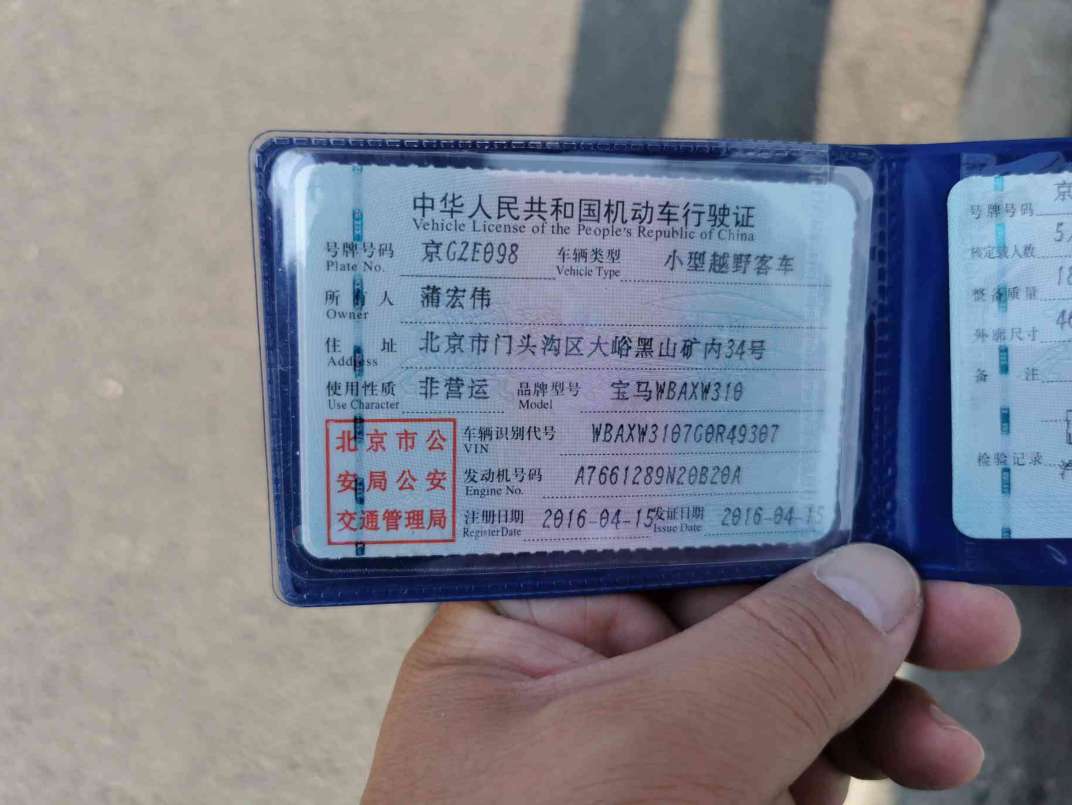 中华人民共和国机动车行驶证
Vehicle License of the People's Republic of China
号牌号码 京GZE098 车辆类型 小型越野客车
Plate No. Vehicle Type
所有人 蒲宏伟
Owner
住址 北京市门头沟区大峪黑山矿内34号
Address
使用性质 非营运 品牌型号 宝马WBAXW310
Use Character Model
北京市公
安局公安
交通管理局
车辆识别代号 WBAXW3107G0R49307
VIN
发动机号码 A7661289N20B20A
Engine No.
注册日期 2016-04-15 发证日期 2016-04-15
Register Date Issue Date
号牌号码 京
核定载人数 5
整备质量 18
外廓尺寸 46
备注
检验记录